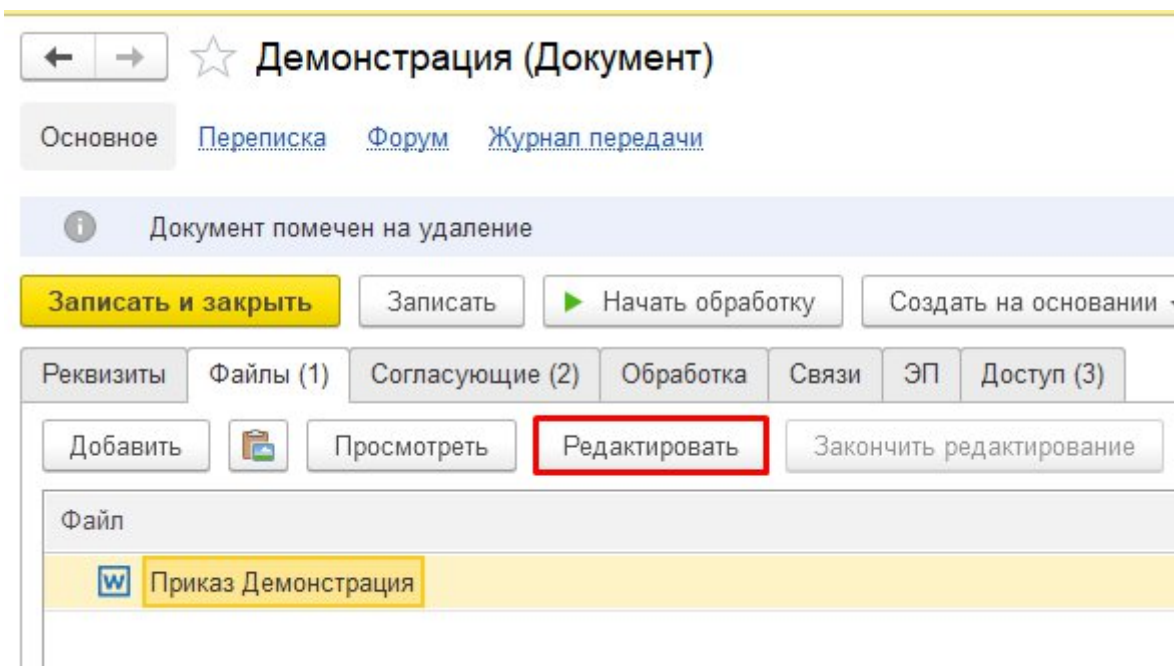 Демонстрация (Документ)
Основное Переписка Форум Журнал передачи
Документ помечен на удаление
Записать и закрыть Записать Начать обработку Создать на основании
Реквизиты Файлы (1) Согласующие (2) Обработка Связи ЭП Доступ (3)
Добавить Просмотреть Редактировать Закончить редактирование
Файл
W Приказ Демонстрация